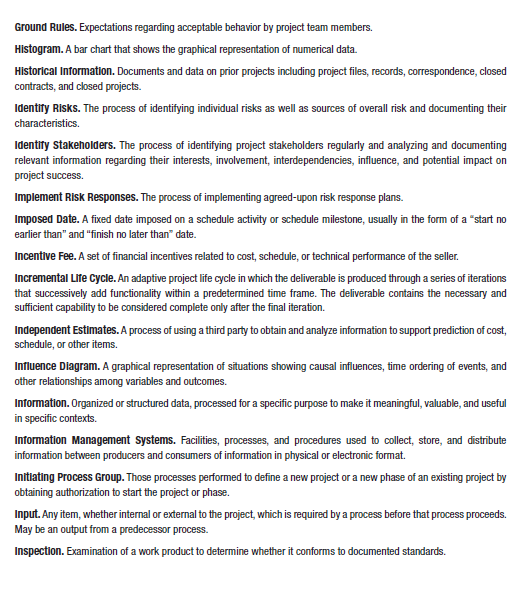 Ground Rules. Expectations regarding acceptable behavior by project team members.
Histogram. A bar chart that shows the graphical representation of numerical data.
Historical Information. Documents and data on prior projects including project files, records, correspondence, closed
contracts, and closed projects.
Identify Risks. The process of identifying individual risks as well as sources of overall risk and documenting their
characteristics.
Identify Stakeholders. The process of identifying project stakeholders regularly and analyzing and documenting
relevant information regarding their interests, involvement, interdependencies, influence, and potential impact on
project success.
Implement Risk Responses. The process of implementing agreed-upon risk response plans.
Imposed Date. A fixed date imposed on a schedule activity or schedule milestone, usually in the form of a “start no
earlier than” and “finish no later than” date.
Incentive Fee. A set of financial incentives related to cost, schedule, or technical performance of the seller.
Incremental Life Cycle. An adaptive project life cycle in which the deliverable is produced through a series of iterations
that successively add functionality within a predetermined time frame. The deliverable contains the necessary and
sufficient capability to be considered complete only after the final iteration.
Independent Estimates. A process of using a third party to obtain and analyze information to support prediction of cost,
schedule, or other items.
Influence Diagram. A graphical representation of situations showing causal influences, time ordering of events, and
other relationships among variables and outcomes.
Information. Organized or structured data, processed for a specific purpose to make it meaningful, valuable, and useful
in specific contexts.
Information Management Systems. Facilities, processes, and procedures used to collect, store, and distribute
information between producers and consumers of information in physical or electronic format.
Initiating Process Group. Those processes performed to define a new project or a new phase of an existing project by
obtaining authorization to start the project or phase.
Input. Any item, whether internal or external to the project, which is required by a process before that process proceeds.
May be an output from a predecessor process.
Inspection. Examination of a work product to determine whether it conforms to documented standards.